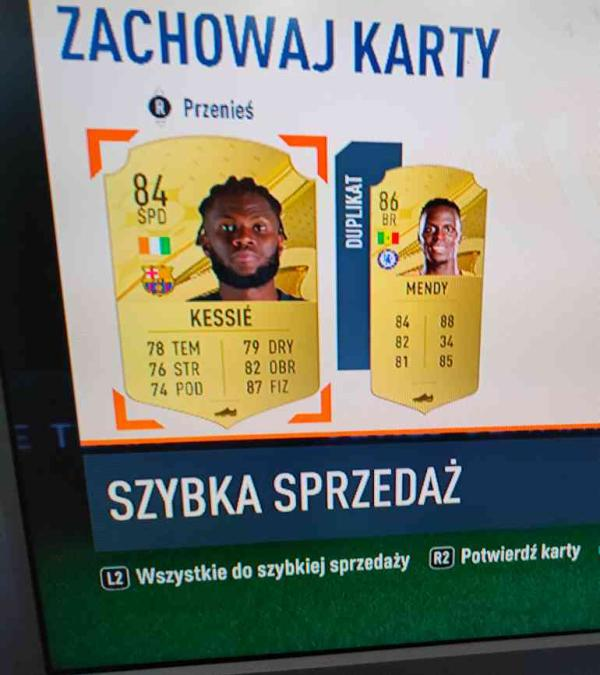 ZACHOWAJ KARTY
R Przenieś
84
ŚPD
KESSIÉ
78 TEM 79 DRY
76 STR 82 OBR
74 POD 87 FIZ
DUPLIKAT
86
BR
MENDY
84 88
82 34
81 85
E T
SZYBKA SPRZEDAŻ
L2 Wszystkie do szybkiej sprzedaży R2 Potwierdź karty